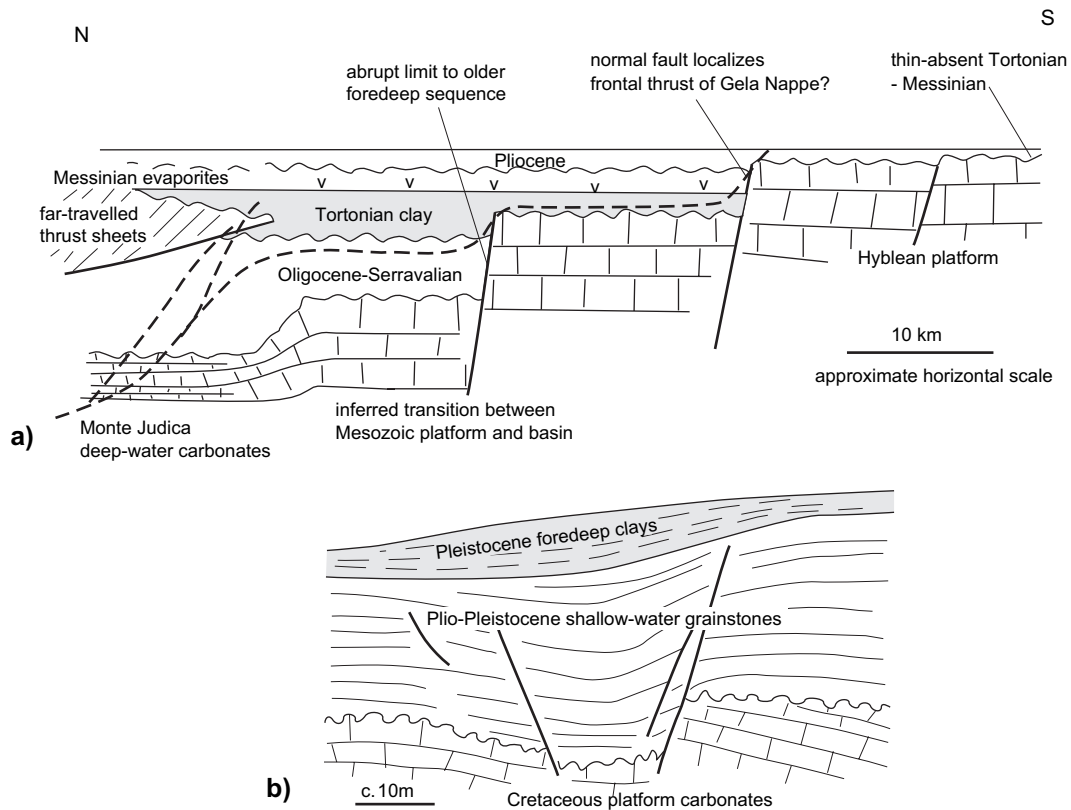 N
S
abrupt limit to older
foredeep sequence
normal fault localizes
frontal thrust of Gela Nappe?
thin-absent Tortonian
- Messinian
Pliocene
Messinian evaporites
v v v v v
far-travelled
thrust sheets
Tortonian clay
Oligocene-Serravalian
Hyblean platform
10 km
approximate horizontal scale
inferred transition between
Mesozoic platform and basin
a)
Monte Judica
deep-water carbonates
Pleistocene foredeep clays
Plio-Pleistocene shallow-water grainstones
b)
c.10m
Cretaceous platform carbonates